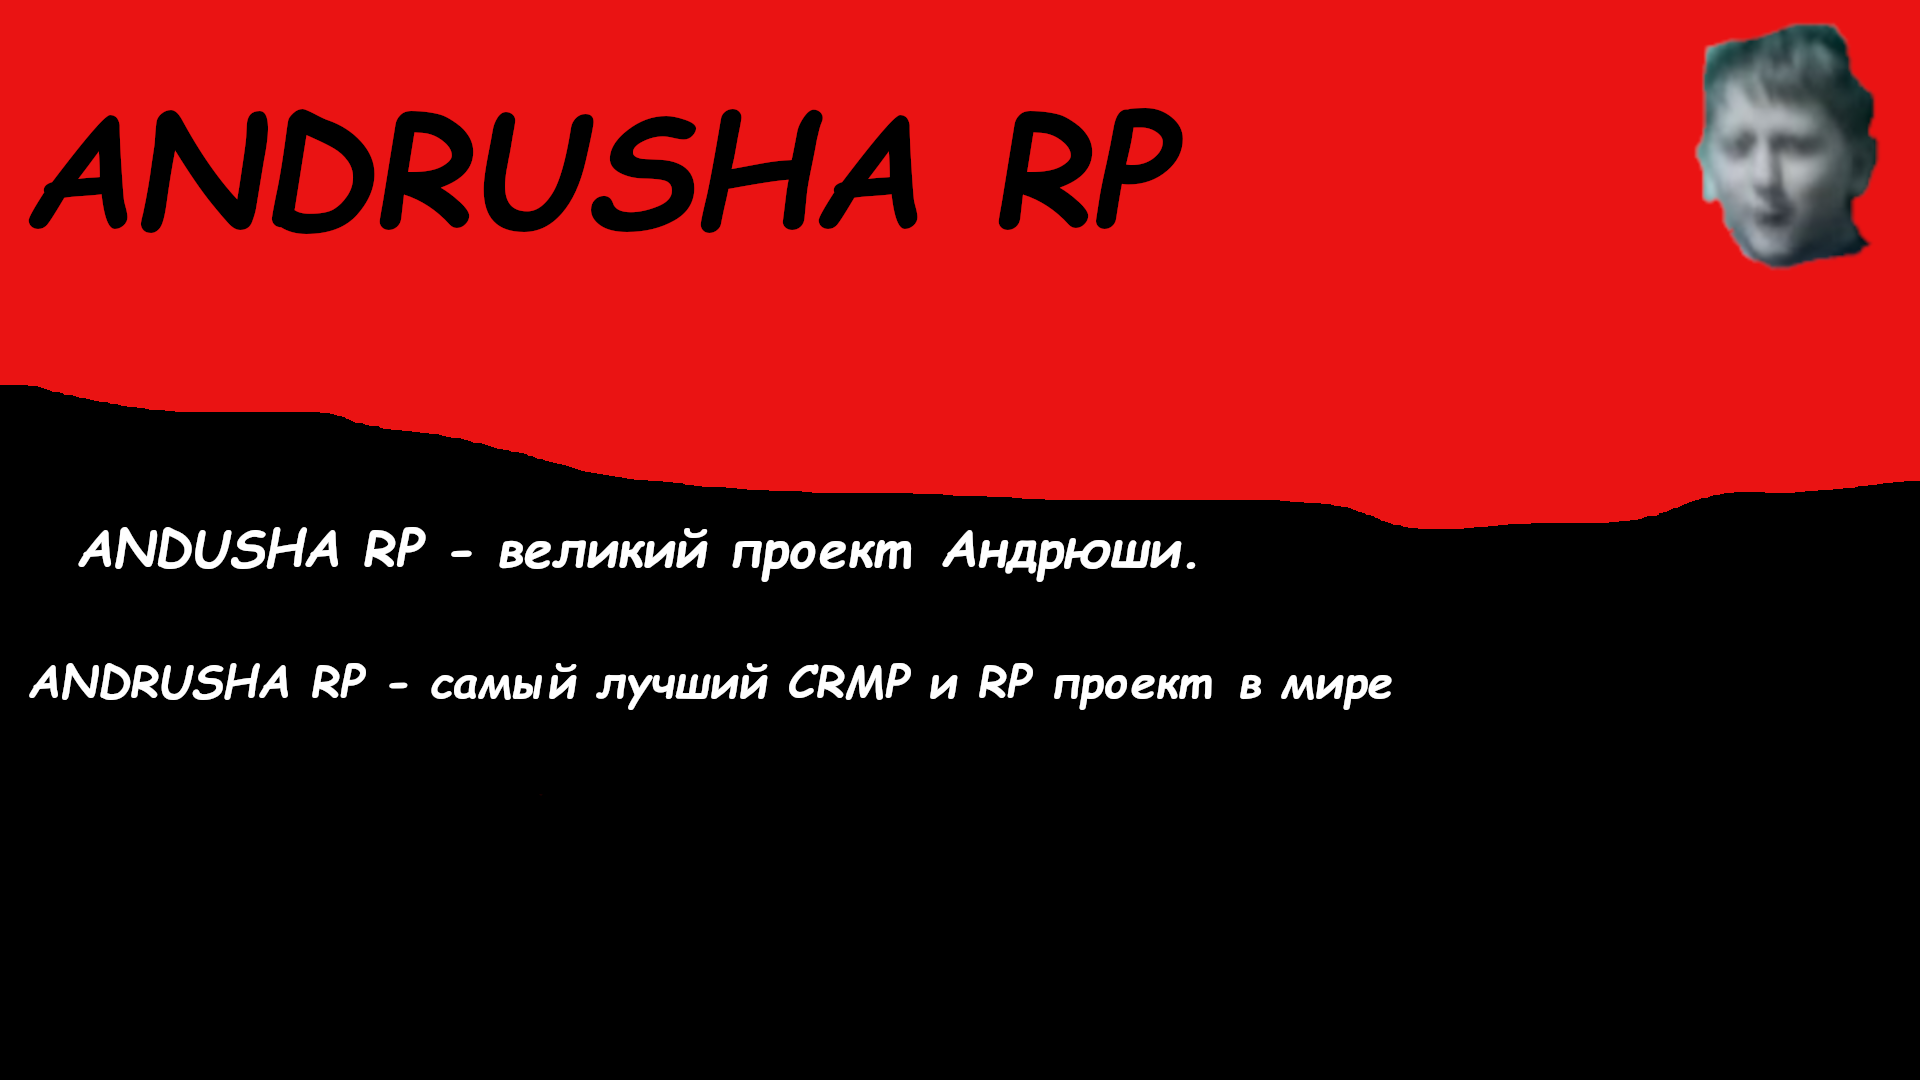 ANDRUSHA RP
ANDUSHA RP - великий проект Андрюши.
ANDRUSHA RP - самый лучший CRMP и RP проект в мире